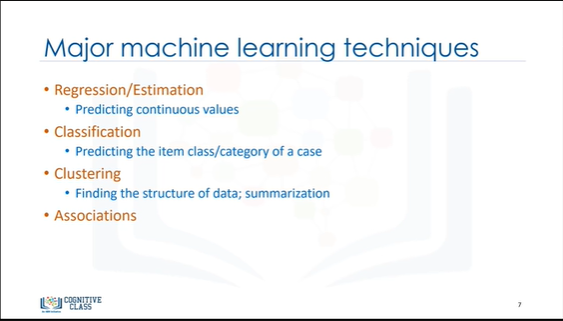 Major machine learning techniques
• Regression/Estimation
• Predicting continuous values
• Classification
• Predicting the item class/category of a case
• Clustering
• Finding the structure of data; summarization
• Associations
COGNITIVE
CLASS
7